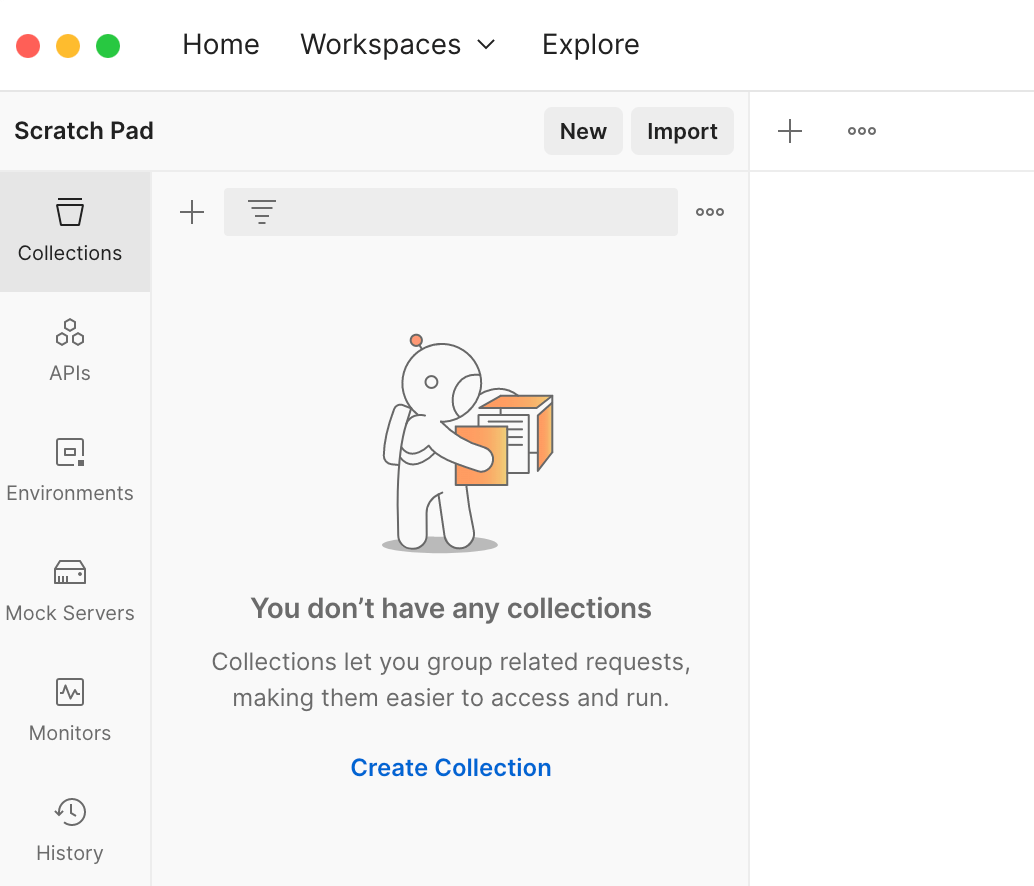 Home Workspaces Explore
Scratch Pad New Import
Collections
APIs
Environments
Mock Servers
Monitors
History
You don’t have any collections
Collections let you group related requests,
making them easier to access and run.
Create Collection